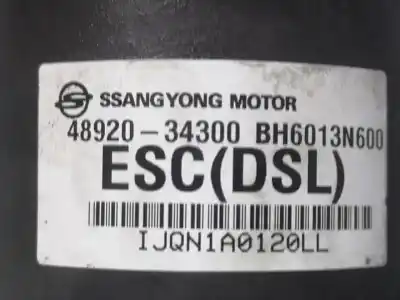 SSANGYONG MOTOR
48920-34300 BH6013N600
ESC(DSL)
IJQN1A0120LL